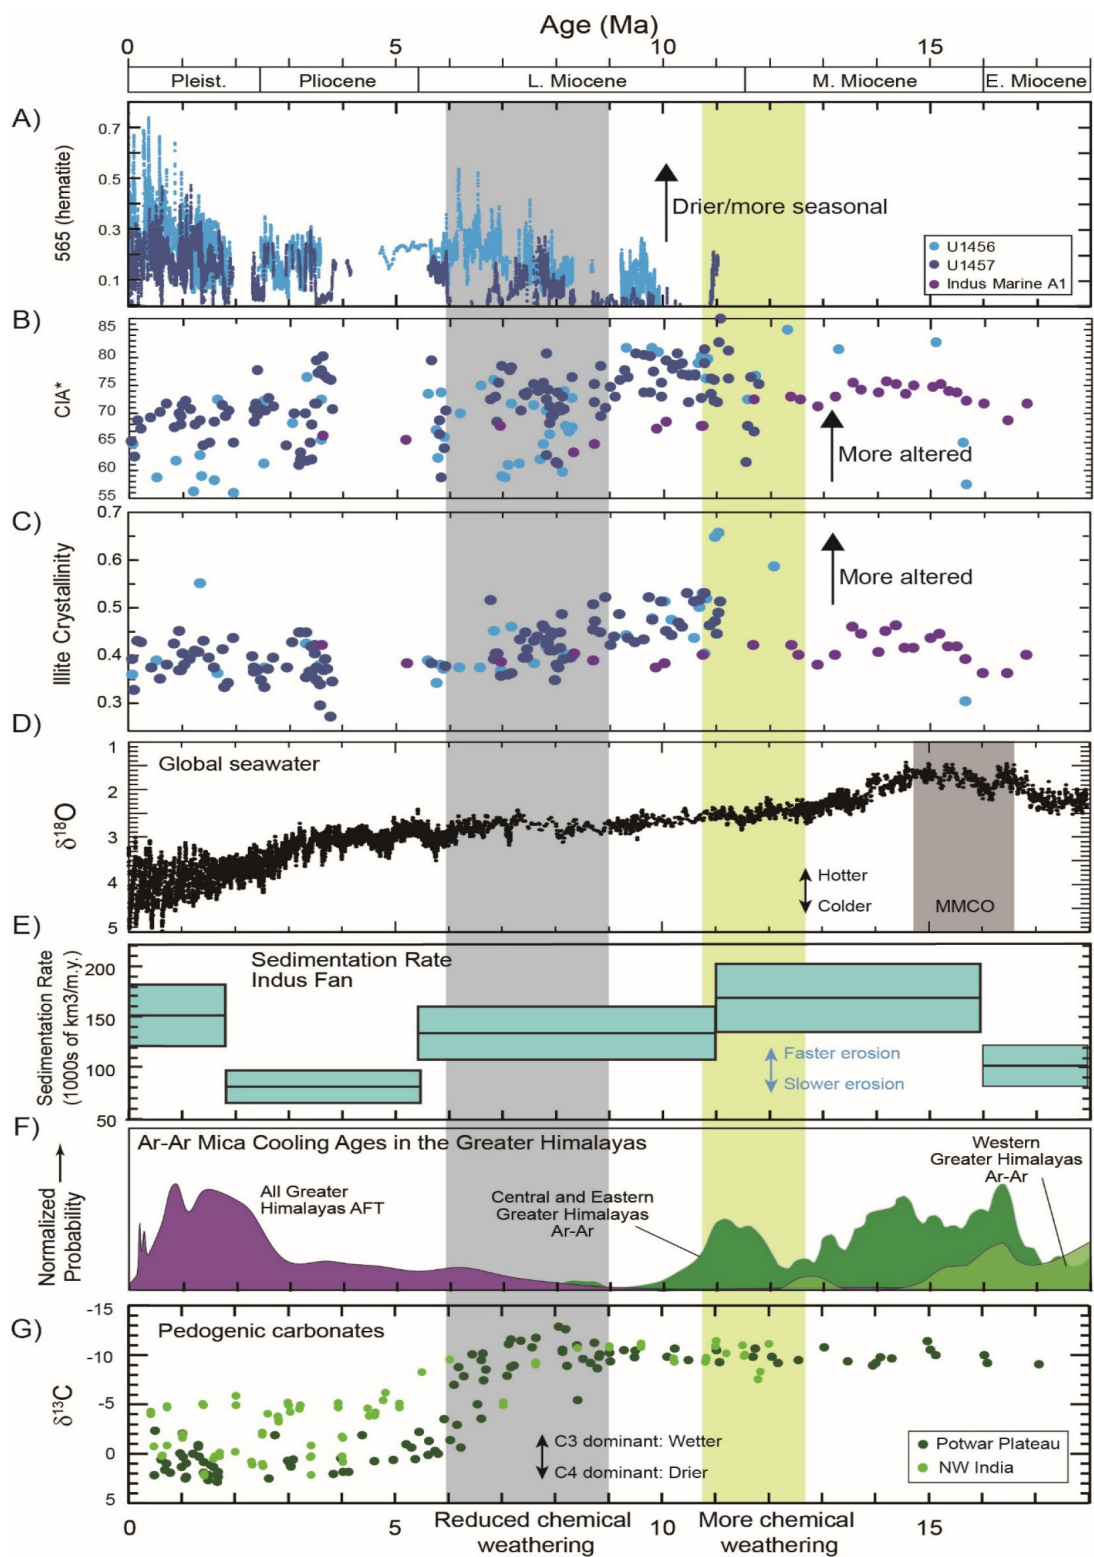 Age (Ma)
0 5 10 15
Pleist. Pliocene L. Miocene M. Miocene E. Miocene
A)
565 (hematite)
0.7
0.5
0.3
0.1
Drier/more seasonal
U1456
U1457
Indus Marine A1
B)
CIA*
85
80
75
70
65
60
55
More altered
C)
Illite Crystallinity
0.7
0.6
0.5
0.4
0.3
More altered
D)
δ18O
1
2
3
4
5
Global seawater
Hotter
Colder
MMCO
E)
Sedimentation Rate
(1000s of km3/m.y.)
200
150
100
50
Sedimentation Rate
Indus Fan
Faster erosion
Slower erosion
F)
Normalized
Probability
Ar-Ar Mica Cooling Ages in the Greater Himalayas
All Greater
Himalayas AFT
Central and Eastern
Greater Himalayas
Ar-Ar
Western
Greater Himalayas
Ar-Ar
G)
δ13C
-15
-10
-5
0
5
Pedogenic carbonates
C3 dominant: Wetter
C4 dominant: Drier
Potwar Plateau
NW India
0 5 10 15
Reduced chemical
weathering
More chemical
weathering